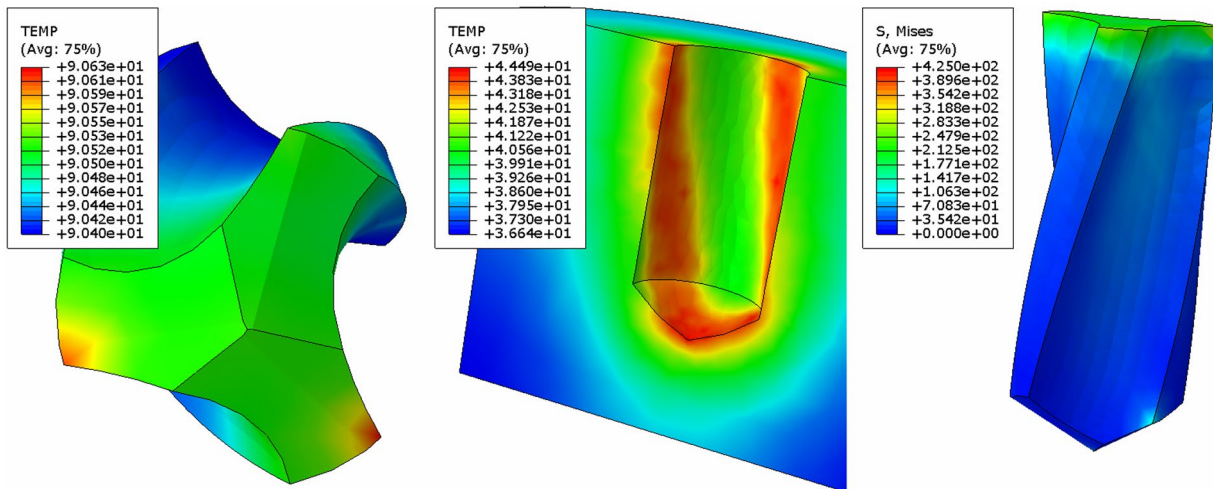 TEMP
(Avg: 75%)
+9.063e+01
+9.061e+01
+9.059e+01
+9.057e+01
+9.055e+01
+9.053e+01
+9.052e+01
+9.050e+01
+9.048e+01
+9.046e+01
+9.044e+01
+9.042e+01
+9.040e+01
TEMP
(Avg: 75%)
+4.449e+01
+4.383e+01
+4.318e+01
+4.253e+01
+4.187e+01
+4.122e+01
+4.056e+01
+3.991e+01
+3.926e+01
+3.860e+01
+3.795e+01
+3.730e+01
+3.664e+01
S, Mises
(Avg: 75%)
+4.250e+02
+3.896e+02
+3.542e+02
+3.188e+02
+2.833e+02
+2.479e+02
+2.125e+02
+1.771e+02
+1.417e+02
+1.063e+02
+7.083e+01
+3.542e+01
+0.000e+00